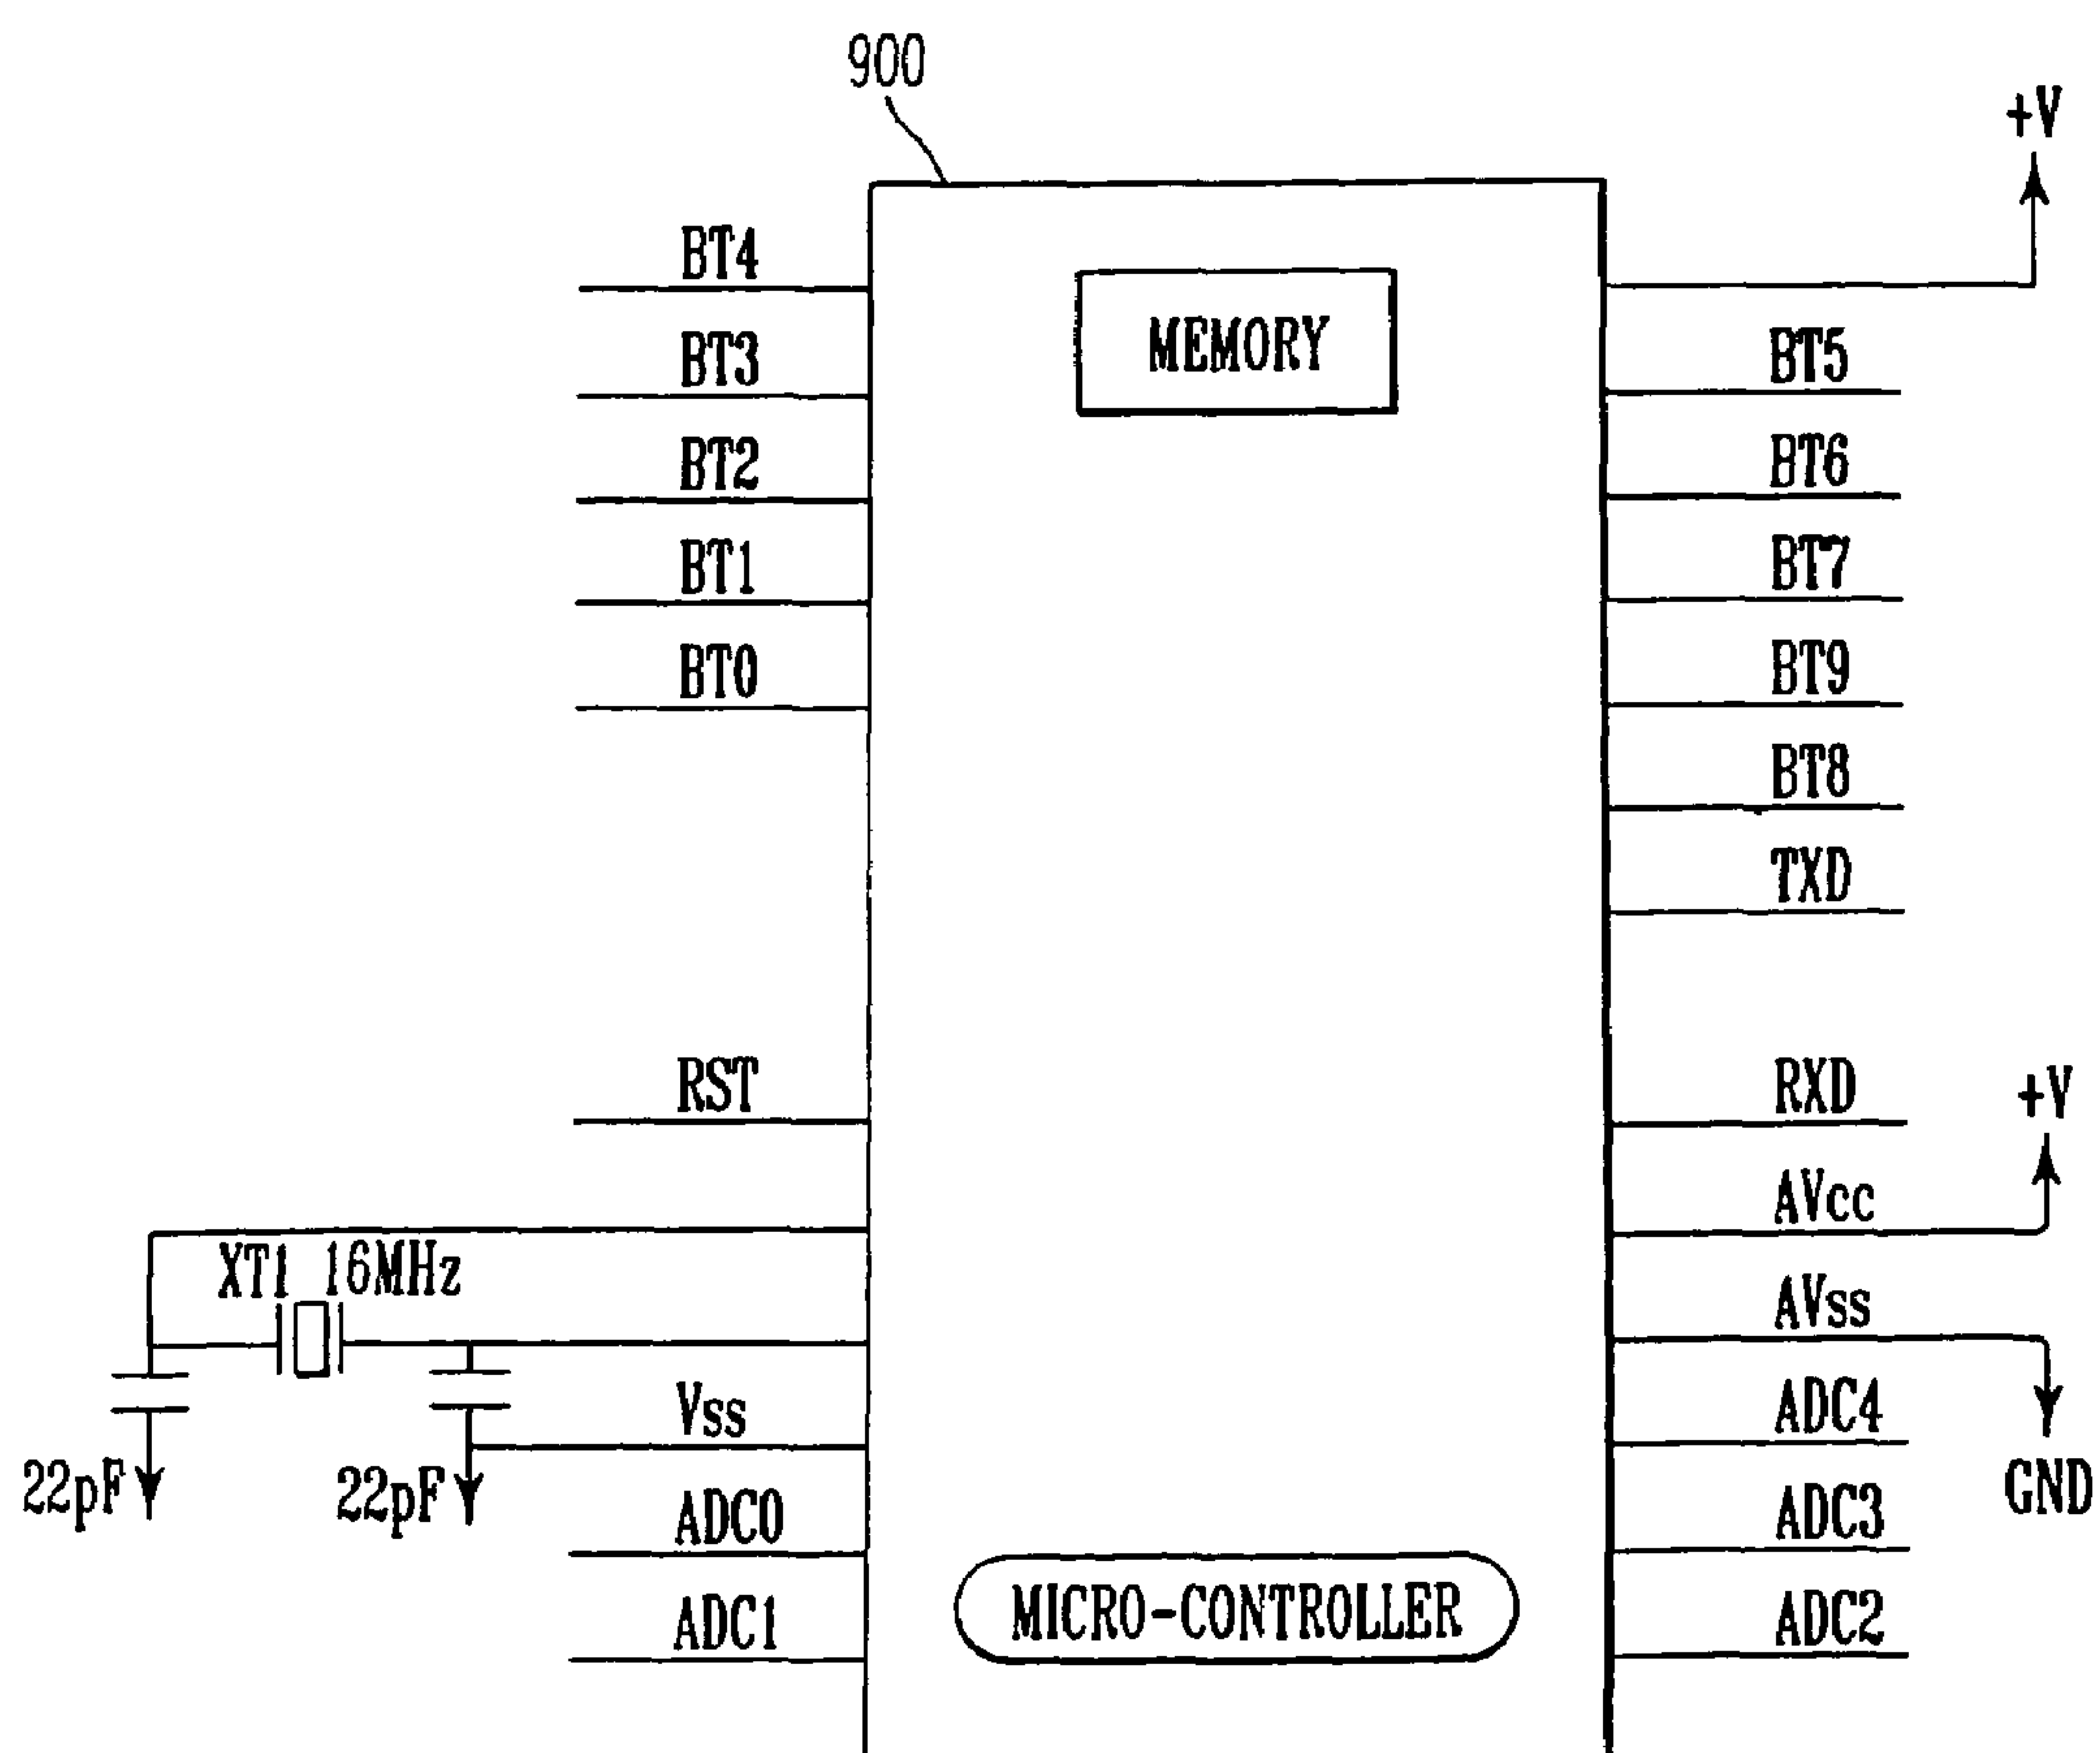 900
+V
BT4
MEMORY
BT3
BT5
BT2
BT6
BT1
BT7
BT0
BT9
BT8
TXD
RST
RXD
+V
AVcc
XT1 16MHz
AVss
Vss
ADC4
22pF
22pF
GND
ADC0
ADC3
MICRO-CONTROLLER
ADC1
ADC2